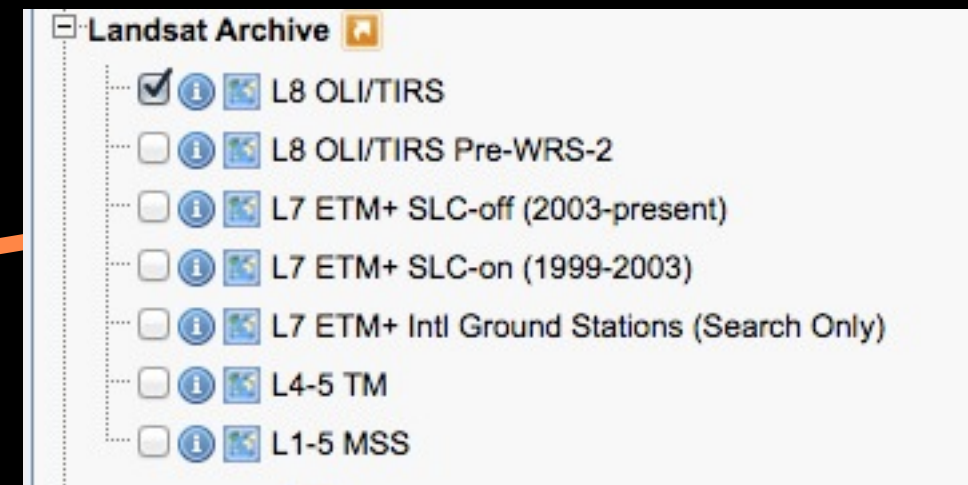 Landsat Archive
L8 OLI/TIRS
L8 OLI/TIRS Pre-WRS-2
L7 ETM+ SLC-off (2003-present)
L7 ETM+ SLC-on (1999-2003)
L7 ETM+ Intl Ground Stations (Search Only)
L4-5 TM
L1-5 MSS